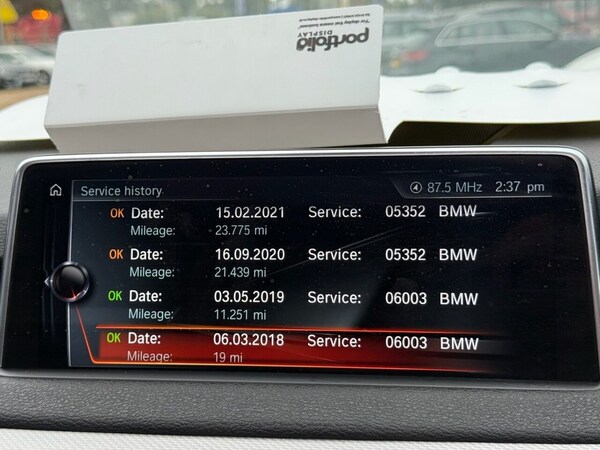 portfolio
DISPLAY
Service history
87.5 MHz 2:37 pm
OK Date: 15.02.2021 Service: 05352 BMW
Mileage: 23.775 mi
OK Date: 16.09.2020 Service: 05352 BMW
Mileage: 21.439 mi
OK Date: 03.05.2019 Service: 06003 BMW
Mileage: 11.251 mi
OK Date: 06.03.2018 Service: 06003 BMW
Mileage: 19 mi